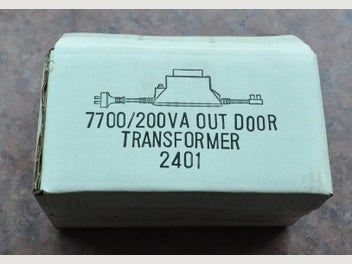 7700/200VA OUT DOOR
TRANSFORMER
2401